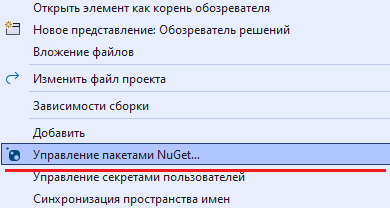 Открыть элемент как корень обозревателя
Новое представление: Обозреватель решений
Вложение файлов
Изменить файл проекта
Зависимости сборки
Добавить
Управление пакетами NuGet...
Управление секретами пользователей
Синхронизация пространства имен